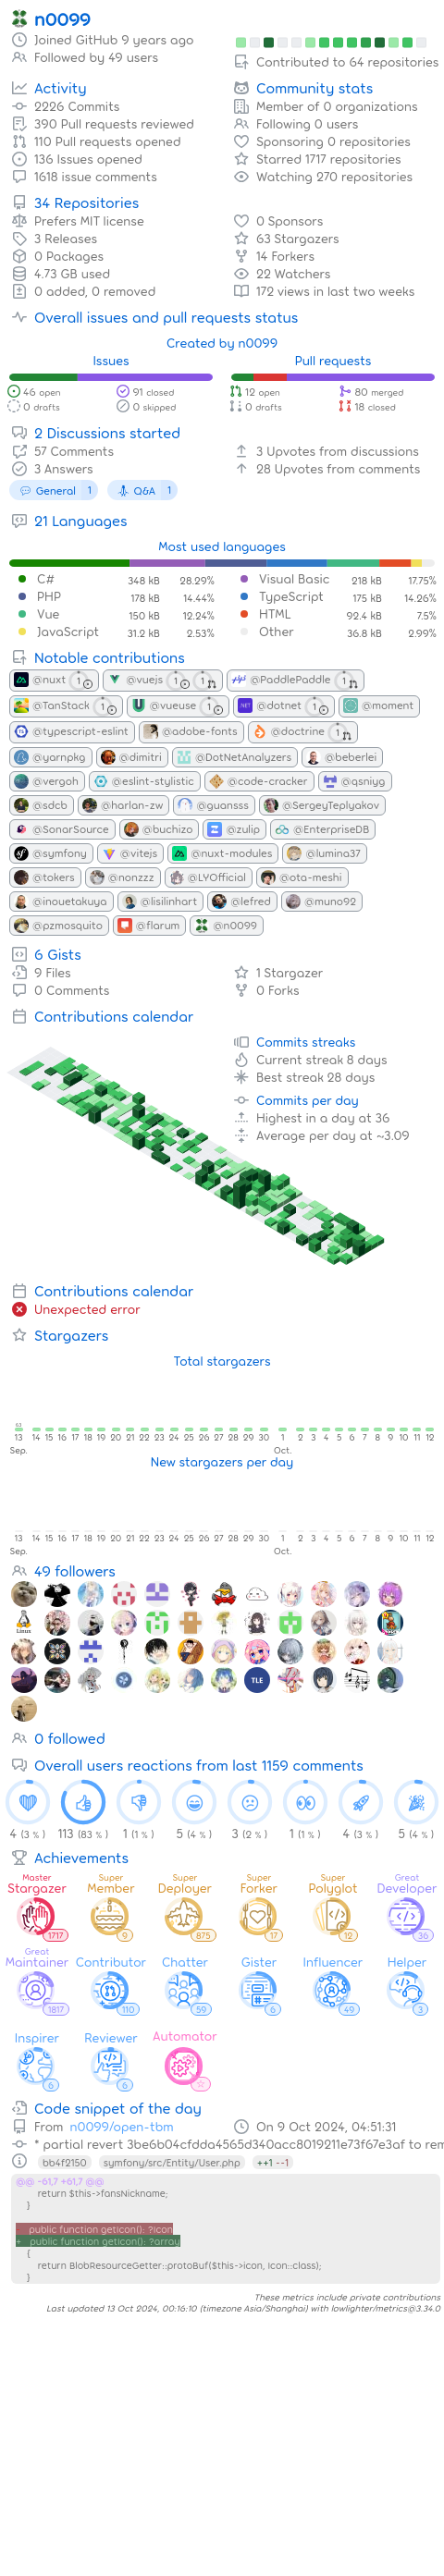 n0099
Joined GitHub 9 years ago
Followed by 49 users
Contributed to 64 repositories
Activity
2226 Commits
390 Pull requests reviewed
110 Pull requests opened
136 Issues opened
1618 issue comments
Community stats
Member of 0 organizations
Following 0 users
Sponsoring 0 repositories
Starred 1717 repositories
Watching 270 repositories
34 Repositories
Prefers MIT license
3 Releases
0 Packages
4.73 GB used
0 added, 0 removed
0 Sponsors
63 Stargazers
14 Forkers
22 Watchers
172 views in last two weeks
Overall issues and pull requests status
Created by n0099
Issues
46 open 91 closed
0 drafts 0 skipped
Pull requests
12 open 80 merged
0 drafts 18 closed
2 Discussions started
57 Comments
3 Answers
3 Upvotes from discussions
28 Upvotes from comments
General 1 Q&A 1
21 Languages
Most used languages
C# 348 kB 28.29%
PHP 178 kB 14.44%
Vue 150 kB 12.24%
JavaScript 31.2 kB 2.53%
Visual Basic 218 kB 17.75%
TypeScript 175 kB 14.26%
HTML 92.4 kB 7.5%
Other 36.8 kB 2.99%
Notable contributions
@nuxt 1 @vuejs 1 1 @PaddlePaddle 1
@TanStack 1 @vueuse 1 @dotnet 1 @moment
@typescript-eslint @adobe-fonts @doctrine 1
@yarnpkg @dimitri @DotNetAnalyzers @beberlei
@vergoh @eslint-stylistic @code-cracker @qsniyg
@sdcb @harlan-zw @guansss @SergeyTeplyakov
@SonarSource @buchizo @zulip @EnterpriseDB
@symfony @vitejs @nuxt-modules @lumina37
@tokers @nonzzz @LYOfficial @ota-meshi
@inouetakuya @lisilinhart @lefred @muno92
@pzmosquito @flarum @n0099
6 Gists
9 Files
0 Comments
1 Stargazer
0 Forks
Contributions calendar
Commits streaks
Current streak 8 days
Best streak 28 days
Commits per day
Highest in a day at 36
Average per day at ~3.09
Contributions calendar
Unexpected error
Stargazers
Total stargazers
63
13 14 15 16 17 18 19 20 21 22 23 24 25 26 27 28 29 30 1 2 3 4 5 6 7 8 9 10 11 12
Sep. Oct.
New stargazers per day
13 14 15 16 17 18 19 20 21 22 23 24 25 26 27 28 29 30 1 2 3 4 5 6 7 8 9 10 11 12
Sep. Oct.
49 followers
Linux
TLE
0 followed
Overall users reactions from last 1159 comments
4 (3 %) 113 (83 %) 1 (1 %) 5 (4 %) 3 (2 %) 1 (1 %) 4 (3 %) 5 (4 %)
Achievements
Master Super Super Super Super Great
Stargazer Member Deployer Forker Polyglot Developer
1717 9 875 17 12 36
Great
Maintainer Contributor Chatter Gister Influencer Helper
1817 110 59 6 49 3
Inspirer Reviewer Automator
6 6
Code snippet of the day
From n0099/open-tbm
On 9 Oct 2024, 04:51:31
* partial revert 3be6b04cfdda4565d340acc8019211e73f67e3af to rem
bb4f2150 symfony/src/Entity/User.php ++1 --1
@@ -61,7 +61,7 @@
return $this->fansNickname;
}
- public function getIcon(): ?Icon
+ public function getIcon(): ?array
{
return BlobResourceGetter::protoBuf($this->icon, Icon::class);
}
These metrics include private contributions
Last updated 13 Oct 2024, 00:16:10 (timezone Asia/Shanghai) with lowlighter/metrics@3.34.0